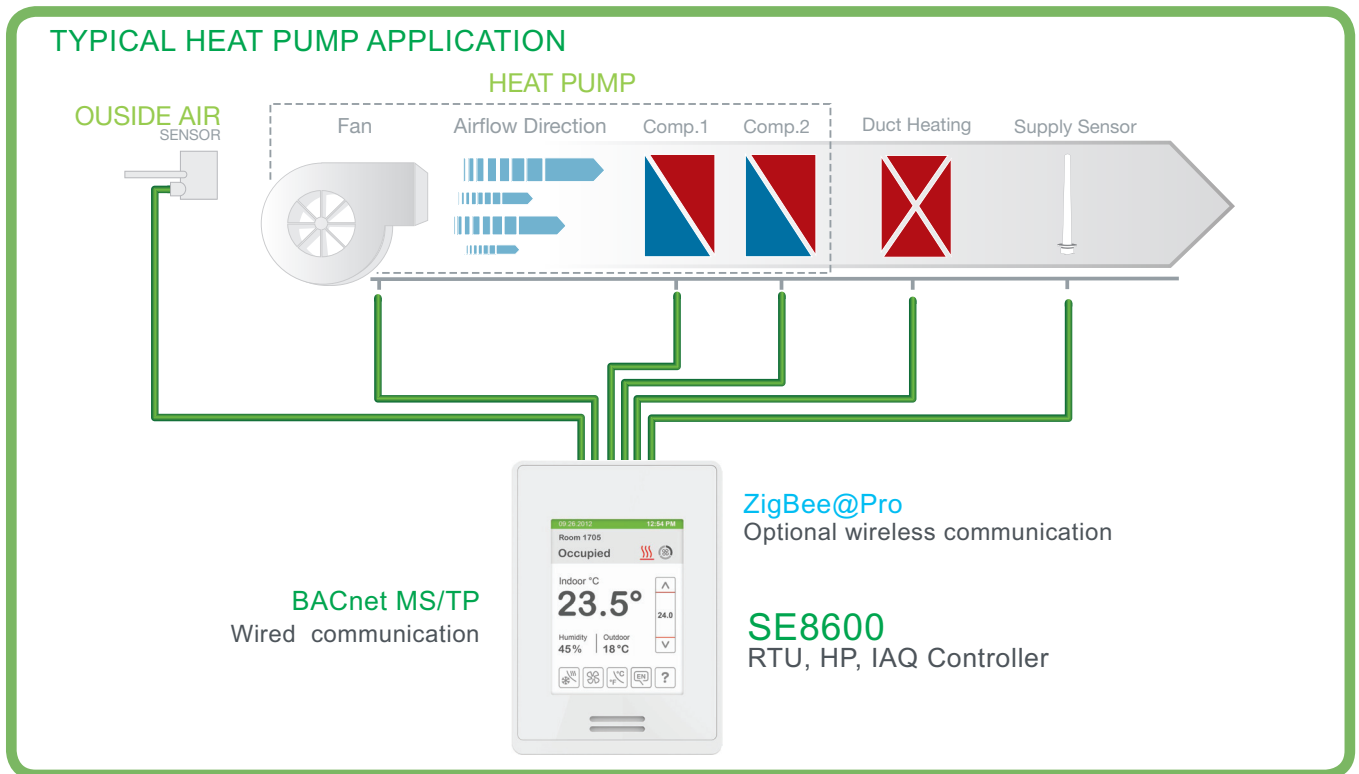 TYPICAL HEAT PUMP APPLICATION
HEAT PUMP
OUSIDE AIR
SENSOR
Fan
Airflow Direction
Comp.1
Comp.2
Duct Heating
Supply Sensor
09.28.2012 12:54 PM
Room 1705
Occupied
Indoor °C
23.5°
24.0
Humidity Outdoor
45% 18°C
°C
°F
EN
?
ZigBee@Pro
Optional wireless communication
BACnet MS/TP
Wired communication
SE8600
RTU, HP, IAQ Controller